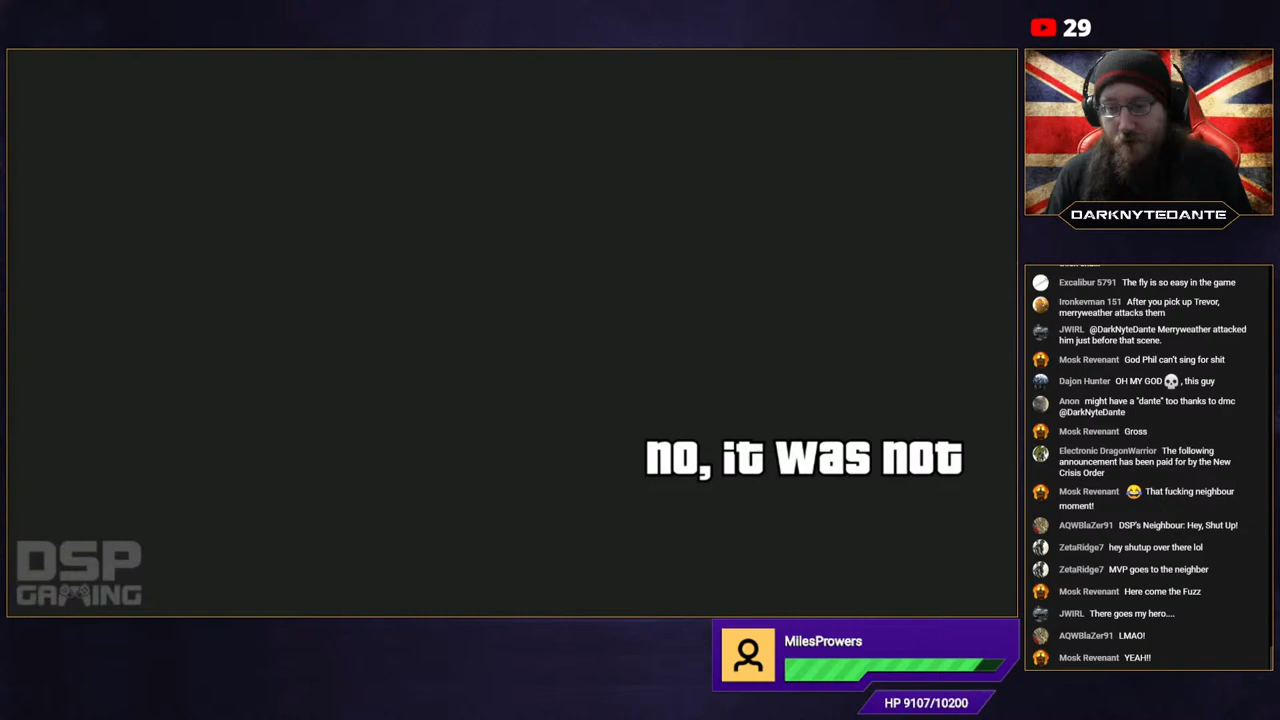 29
no, it was not
DSP
GAMING
DARKNYTEDANTE
Excalibur 5791 The fly is so easy in the game
Ironkevman 151 After you pick up Trevor,
merryweather attacks them
JWIRL @DarkNyteDante Merryweather attacked
him just before that scene.
Mosk Revenant God Phil can't sing for shit
Dajon Hunter OH MY GOD💀, this guy
Anon might have a "dante" too thanks to dmc
@DarkNyteDante
Mosk Revenant Gross
Electronic DragonWarrior The following
announcement has been paid for by the New
Crisis Order
Mosk Revenant 😂 That fucking neighbour
moment!
AQWBlaZer91 DSP's Neighbour: Hey, Shut Up!
ZetaRidge7 hey shutup over there lol
ZetaRidge7 MVP goes to the neighber
Mosk Revenant Here come the Fuzz
JWIRL There goes my hero....
AQWBlaZer91 LMAO!
Mosk Revenant YEAH!!
MilesProwers
HP 9107/10200